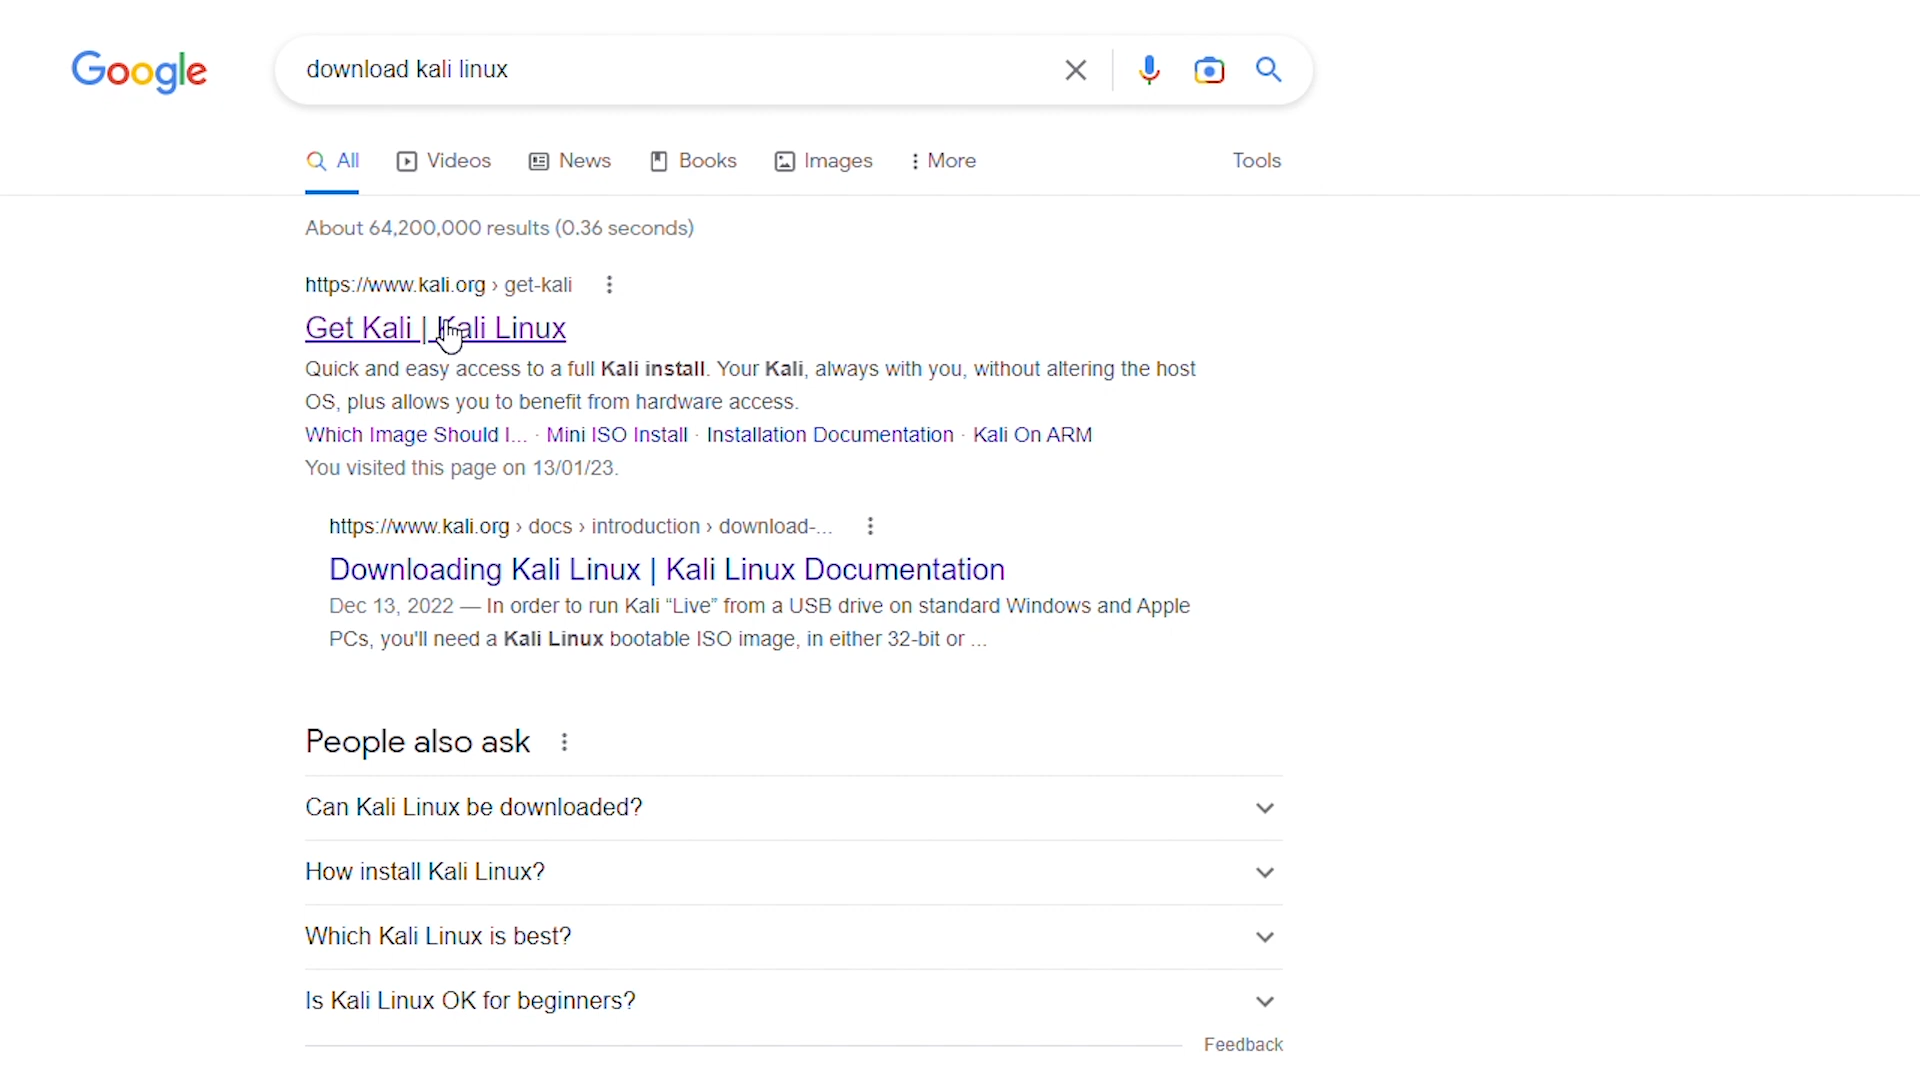 Google
download kali linux
All Videos News Books Images More Tools
About 64,200,000 results (0.36 seconds)
https://www.kali.org › get-kali
Get Kali | Kali Linux
Quick and easy access to a full Kali install. Your Kali, always with you, without altering the host
OS, plus allows you to benefit from hardware access.
Which Image Should I... · Mini ISO Install · Installation Documentation · Kali On ARM
You visited this page on 13/01/23.
https://www.kali.org › docs › introduction › download-...
Downloading Kali Linux | Kali Linux Documentation
Dec 13, 2022 — In order to run Kali “Live” from a USB drive on standard Windows and Apple
PCs, you'll need a Kali Linux bootable ISO image, in either 32-bit or ...
People also ask
Can Kali Linux be downloaded?
How install Kali Linux?
Which Kali Linux is best?
Is Kali Linux OK for beginners?
Feedback